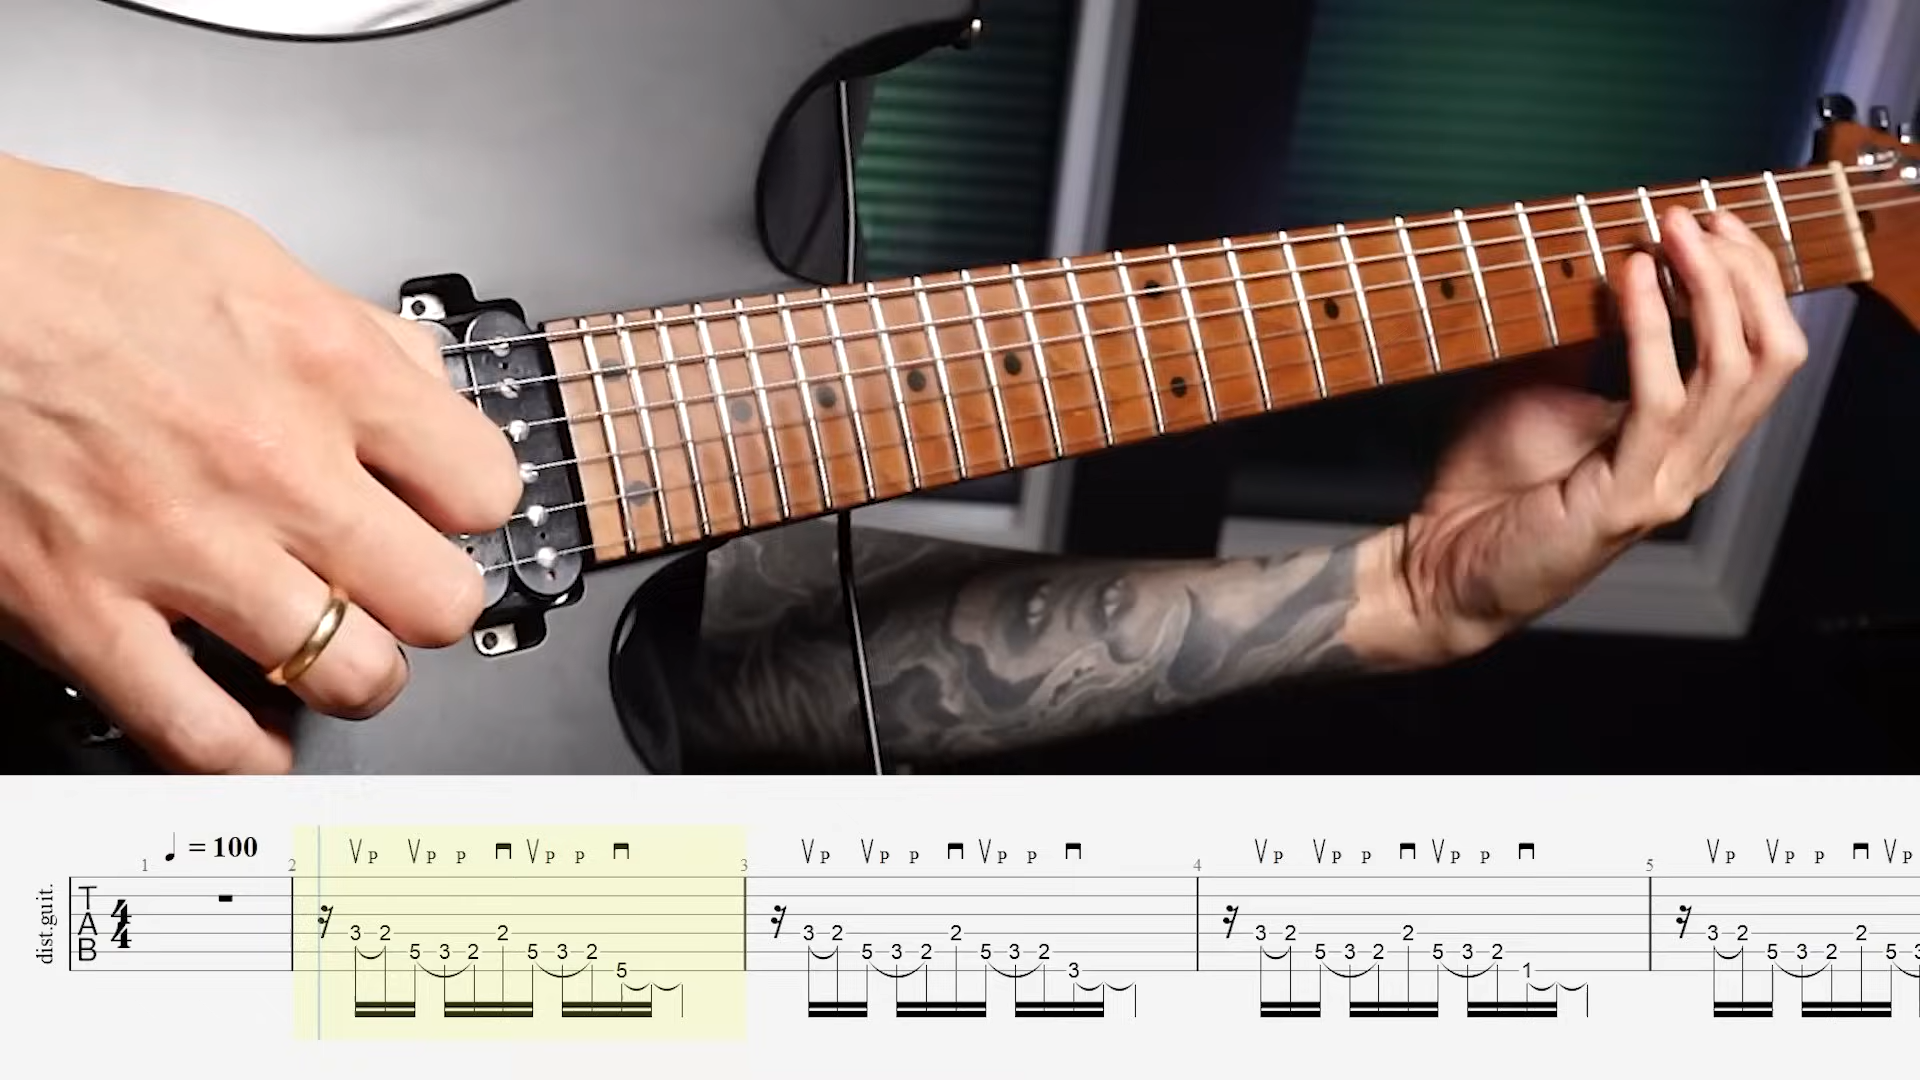 ♩ = 100
1 2 3 4 5
V P V P P V P P V P V P P V P P V P V P P V P P V P V P P V P
dist.guit.
T
A
B
4
4
3 2 2 3 2 2 3 2 2 3 2 2
5 3 2 5 3 2 5 3 2 5 3 2 5 3 2 5 3 2 5 3 2 5 3
5 3 1